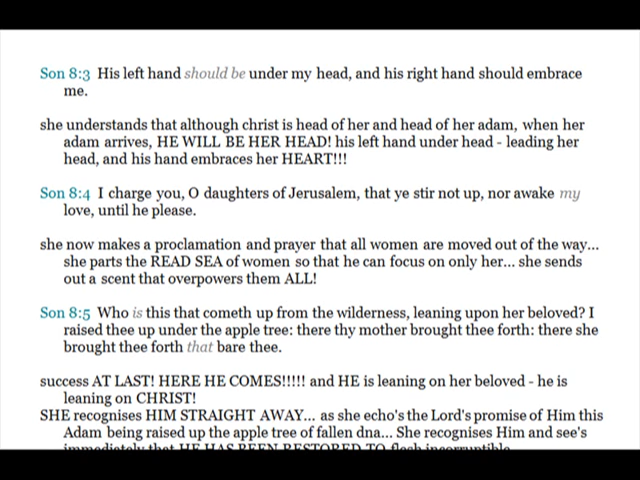 Son 8:3 His left hand should be under my head, and his right hand should embrace
me.
she understands that although christ is head of her and head of her adam, when her
adam arrives, HE WILL BE HER HEAD! his left hand under head - leading her
head, and his hand embraces her HEART!!!
Son 8:4 I charge you, O daughters of Jerusalem, that ye stir not up, nor awake my
love, until he please.
she now makes a proclamation and prayer that all women are moved out of the way...
she parts the READ SEA of women so that he can focus on only her... she sends
out a scent that overpowers them ALL!
Son 8:5 Who is this that cometh up from the wilderness, leaning upon her beloved? I
raised thee up under the apple tree: there thy mother brought thee forth: there she
brought thee forth that bare thee.
success AT LAST! HERE HE COMES!!!!! and HE is leaning on her beloved - he is
leaning on CHRIST!
SHE recognises HIM STRAIGHT AWAY... as she echo's the Lord's promise of Him this
Adam being raised up the apple tree of fallen dna... She recognises Him and see's
immediately that HE HAS BEEN RESTORED TO flesh incorruptible